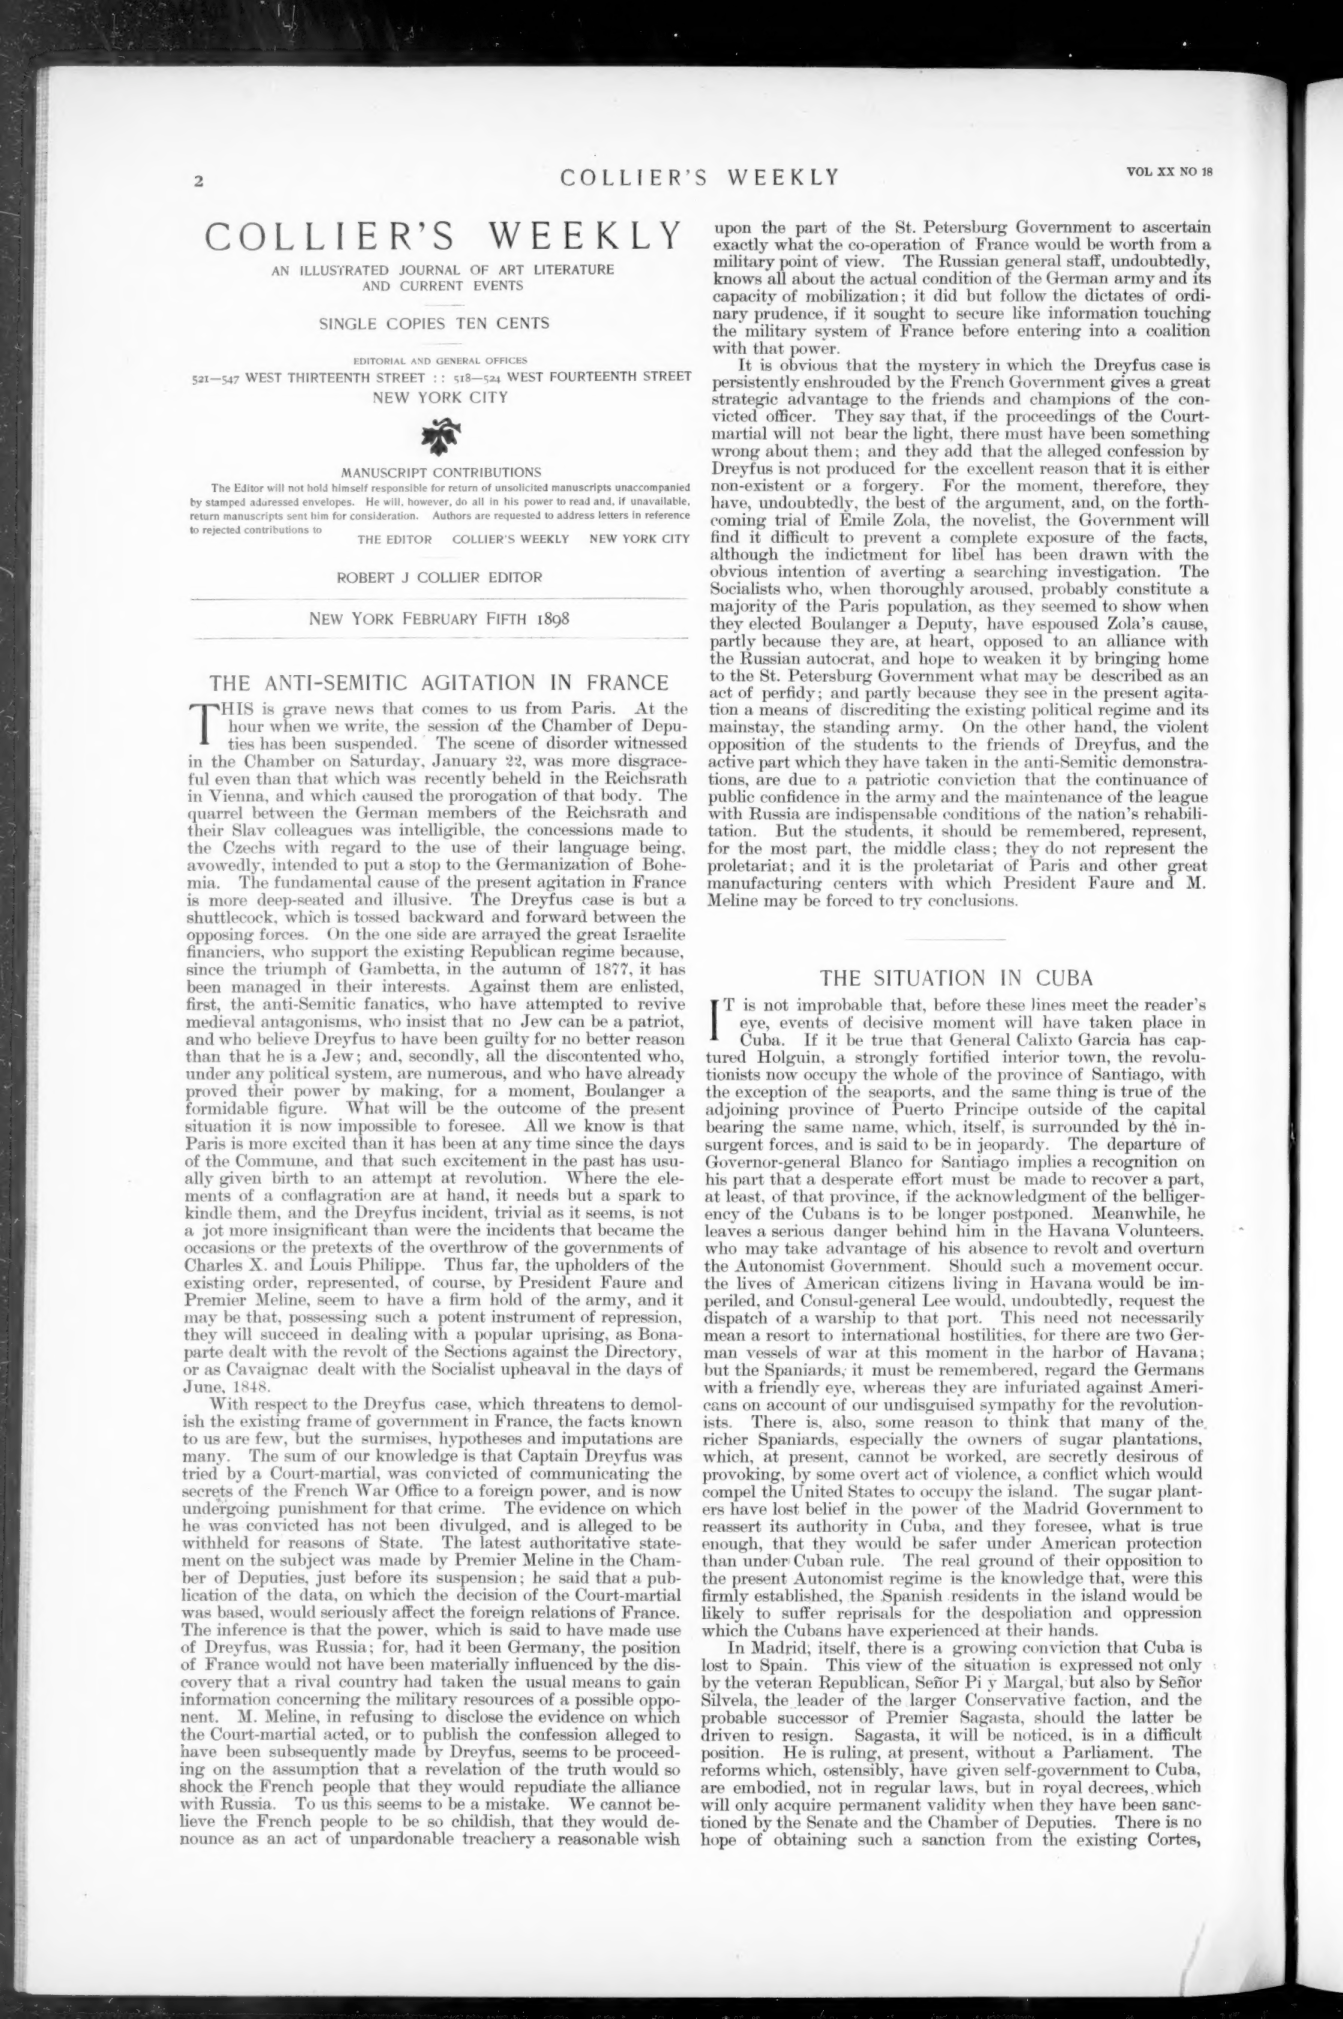 2
COLLIER'S WEEKLY
VOL XX NO 18
COLLIER'S WEEKLY
AN ILLUSTRATED JOURNAL OF ART LITERATURE
AND CURRENT EVENTS
SINGLE COPIES TEN CENTS
EDITORIAL AND GENERAL OFFICES
521—547 WEST THIRTEENTH STREET :: 518—524 WEST FOURTEENTH STREET
NEW YORK CITY
MANUSCRIPT CONTRIBUTIONS
The Editor will not hold himself responsible for return of unsolicited manuscripts unaccompanied
by stamped addressed envelopes. He will, however, do all in his power to read and, if unavailable,
return manuscripts sent him for consideration. Authors are requested to address letters in reference
to rejected contributions to
THE EDITOR COLLIER'S WEEKLY NEW YORK CITY
ROBERT J COLLIER EDITOR
NEW YORK FEBRUARY FIFTH 1898
THE ANTI-SEMITIC AGITATION IN FRANCE
THIS is grave news that comes to us from Paris. At the
hour when we write, the session of the Chamber of Depu-
ties has been suspended. The scene of disorder witnessed
in the Chamber on Saturday, January 22, was more disgrace-
ful even than that which was recently beheld in the Reichsrath
in Vienna, and which caused the prorogation of that body. The
quarrel between the German members of the Reichsrath and
their Slav colleagues was intelligible, the concessions made to
the Czechs with regard to the use of their language being,
avowedly, intended to put a stop to the Germanization of Bohe-
mia. The fundamental cause of the present agitation in France
is more deep-seated and illusive. The Dreyfus case is but a
shuttlecock, which is tossed backward and forward between the
opposing forces. On the one side are arrayed the great Israelite
financiers, who support the existing Republican regime because,
since the triumph of Gambetta, in the autumn of 1877, it has
been managed in their interests. Against them are enlisted,
first, the anti-Semitic fanatics, who have attempted to revive
medieval antagonisms, who insist that no Jew can be a patriot,
and who believe Dreyfus to have been guilty for no better reason
than that he is a Jew; and, secondly, all the discontented who,
under any political system, are numerous, and who have already
proved their power by making, for a moment, Boulanger a
formidable figure. What will be the outcome of the present
situation it is now impossible to foresee. All we know is that
Paris is more excited than it has been at any time since the days
of the Commune, and that such excitement in the past has usu-
ally given birth to an attempt at revolution. Where the ele-
ments of a conflagration are at hand, it needs but a spark to
kindle them, and the Dreyfus incident, trivial as it seems, is not
a jot more insignificant than were the incidents that became the
occasions or the pretexts of the overthrow of the governments of
Charles X. and Louis Philippe. Thus far, the upholders of the
existing order, represented, of course, by President Faure and
Premier Meline, seem to have a firm hold of the army, and it
may be that, possessing such a potent instrument of repression,
they will succeed in dealing with a popular uprising, as Bona-
parte dealt with the revolt of the Sections against the Directory,
or as Cavaignac dealt with the Socialist upheaval in the days of
June, 1848.
With respect to the Dreyfus case, which threatens to demol-
ish the existing frame of government in France, the facts known
to us are few, but the surmises, hypotheses and imputations are
many. The sum of our knowledge is that Captain Dreyfus was
tried by a Court-martial, was convicted of communicating the
secrets of the French War Office to a foreign power, and is now
undergoing punishment for that crime. The evidence on which
he was convicted has not been divulged, and is alleged to be
withheld for reasons of State. The latest authoritative state-
ment on the subject was made by Premier Meline in the Cham-
ber of Deputies, just before its suspension; he said that a pub-
lication of the data, on which the decision of the Court-martial
was based, would seriously affect the foreign relations of France.
The inference is that the power, which is said to have made use
of Dreyfus, was Russia; for, had it been Germany, the position
of France would not have been materially influenced by the dis-
covery that a rival country had taken the usual means to gain
information concerning the military resources of a possible oppo-
nent. M. Meline, in refusing to disclose the evidence on which
the Court-martial acted, or to publish the confession alleged to
have been subsequently made by Dreyfus, seems to be proceed-
ing on the assumption that a revelation of the truth would so
shock the French people that they would repudiate the alliance
with Russia. To us this seems to be a mistake. We cannot be-
lieve the French people to be so childish, that they would de-
nounce as an act of unpardonable treachery a reasonable wish
upon the part of the St. Petersburg Government to ascertain
exactly what the co-operation of France would be worth from a
military point of view. The Russian general staff, undoubtedly,
knows all about the actual condition of the German army and its
capacity of mobilization; it did but follow the dictates of ordi-
nary prudence, if it sought to secure like information touching
the military system of France before entering into a coalition
with that power.
It is obvious that the mystery in which the Dreyfus case is
persistently enshrouded by the French Government gives a great
strategic advantage to the friends and champions of the con-
victed officer. They say that, if the proceedings of the Court-
martial will not bear the light, there must have been something
wrong about them; and they add that the alleged confession by
Dreyfus is not produced for the excellent reason that it is either
non-existent or a forgery. For the moment, therefore, they
have, undoubtedly, the best of the argument, and, on the forth-
coming trial of Emile Zola, the novelist, the Government will
find it difficult to prevent a complete exposure of the facts,
although the indictment for libel has been drawn with the
obvious intention of averting a searching investigation. The
Socialists who, when thoroughly aroused, probably constitute a
majority of the Paris population, as they seemed to show when
they elected Boulanger a Deputy, have espoused Zola's cause,
partly because they are, at heart, opposed to an alliance with
the Russian autocrat, and hope to weaken it by bringing home
to the St. Petersburg Government what may be described as an
act of perfidy; and partly because they see in the present agita-
tion a means of discrediting the existing political regime and its
mainstay, the standing army. On the other hand, the violent
opposition of the students to the friends of Dreyfus, and the
active part which they have taken in the anti-Semitic demonstra-
tions, are due to a patriotic conviction that the continuance of
public confidence in the army and the maintenance of the league
with Russia are indispensable conditions of the nation's rehabili-
tation. But the students, it should be remembered, represent,
for the most part, the middle class; they do not represent the
proletariat; and it is the proletariat of Paris and other great
manufacturing centers with which President Faure and M.
Meline may be forced to try conclusions.
THE SITUATION IN CUBA
IT is not improbable that, before these lines meet the reader's
eye, events of decisive moment will have taken place in
Cuba. If it be true that General Calixto Garcia has cap-
tured Holguin, a strongly fortified interior town, the revolu-
tionists now occupy the whole of the province of Santiago, with
the exception of the seaports, and the same thing is true of the
adjoining province of Puerto Principe outside of the capital
bearing the same name, which, itself, is surrounded by the in-
surgent forces, and is said to be in jeopardy. The departure of
Governor-general Blanco for Santiago implies a recognition on
his part that a desperate effort must be made to recover a part,
at least, of that province, if the acknowledgment of the belliger-
ency of the Cubans is to be longer postponed. Meanwhile, he
leaves a serious danger behind him in the Havana Volunteers,
who may take advantage of his absence to revolt and overturn
the Autonomist Government. Should such a movement occur.
the lives of American citizens living in Havana would be im-
periled, and Consul-general Lee would, undoubtedly, request the
dispatch of a warship to that port. This need not necessarily
mean a resort to international hostilities, for there are two Ger-
man vessels of war at this moment in the harbor of Havana;
but the Spaniards, it must be remembered, regard the Germans
with a friendly eye, whereas they are infuriated against Ameri-
cans on account of our undisguised sympathy for the revolution-
ists. There is, also, some reason to think that many of the
richer Spaniards, especially the owners of sugar plantations,
which, at present, cannot be worked, are secretly desirous of
provoking, by some overt act of violence, a conflict which would
compel the United States to occupy the island. The sugar plant-
ers have lost belief in the power of the Madrid Government to
reassert its authority in Cuba, and they foresee, what is true
enough, that they would be safer under American protection
than under Cuban rule. The real ground of their opposition to
the present Autonomist regime is the knowledge that, were this
firmly established, the Spanish residents in the island would be
likely to suffer reprisals for the despoliation and oppression
which the Cubans have experienced at their hands.
In Madrid, itself, there is a growing conviction that Cuba is
lost to Spain. This view of the situation is expressed not only
by the veteran Republican, Señor Pi y Margal, but also by Señor
Silvela, the leader of the larger Conservative faction, and the
probable successor of Premier Sagasta, should the latter be
driven to resign. Sagasta, it will be noticed, is in a difficult
position. He is ruling, at present, without a Parliament. The
reforms which, ostensibly, have given self-government to Cuba,
are embodied, not in regular laws, but in royal decrees, which
will only acquire permanent validity when they have been sanc-
tioned by the Senate and the Chamber of Deputies. There is no
hope of obtaining such a sanction from the existing Cortes,